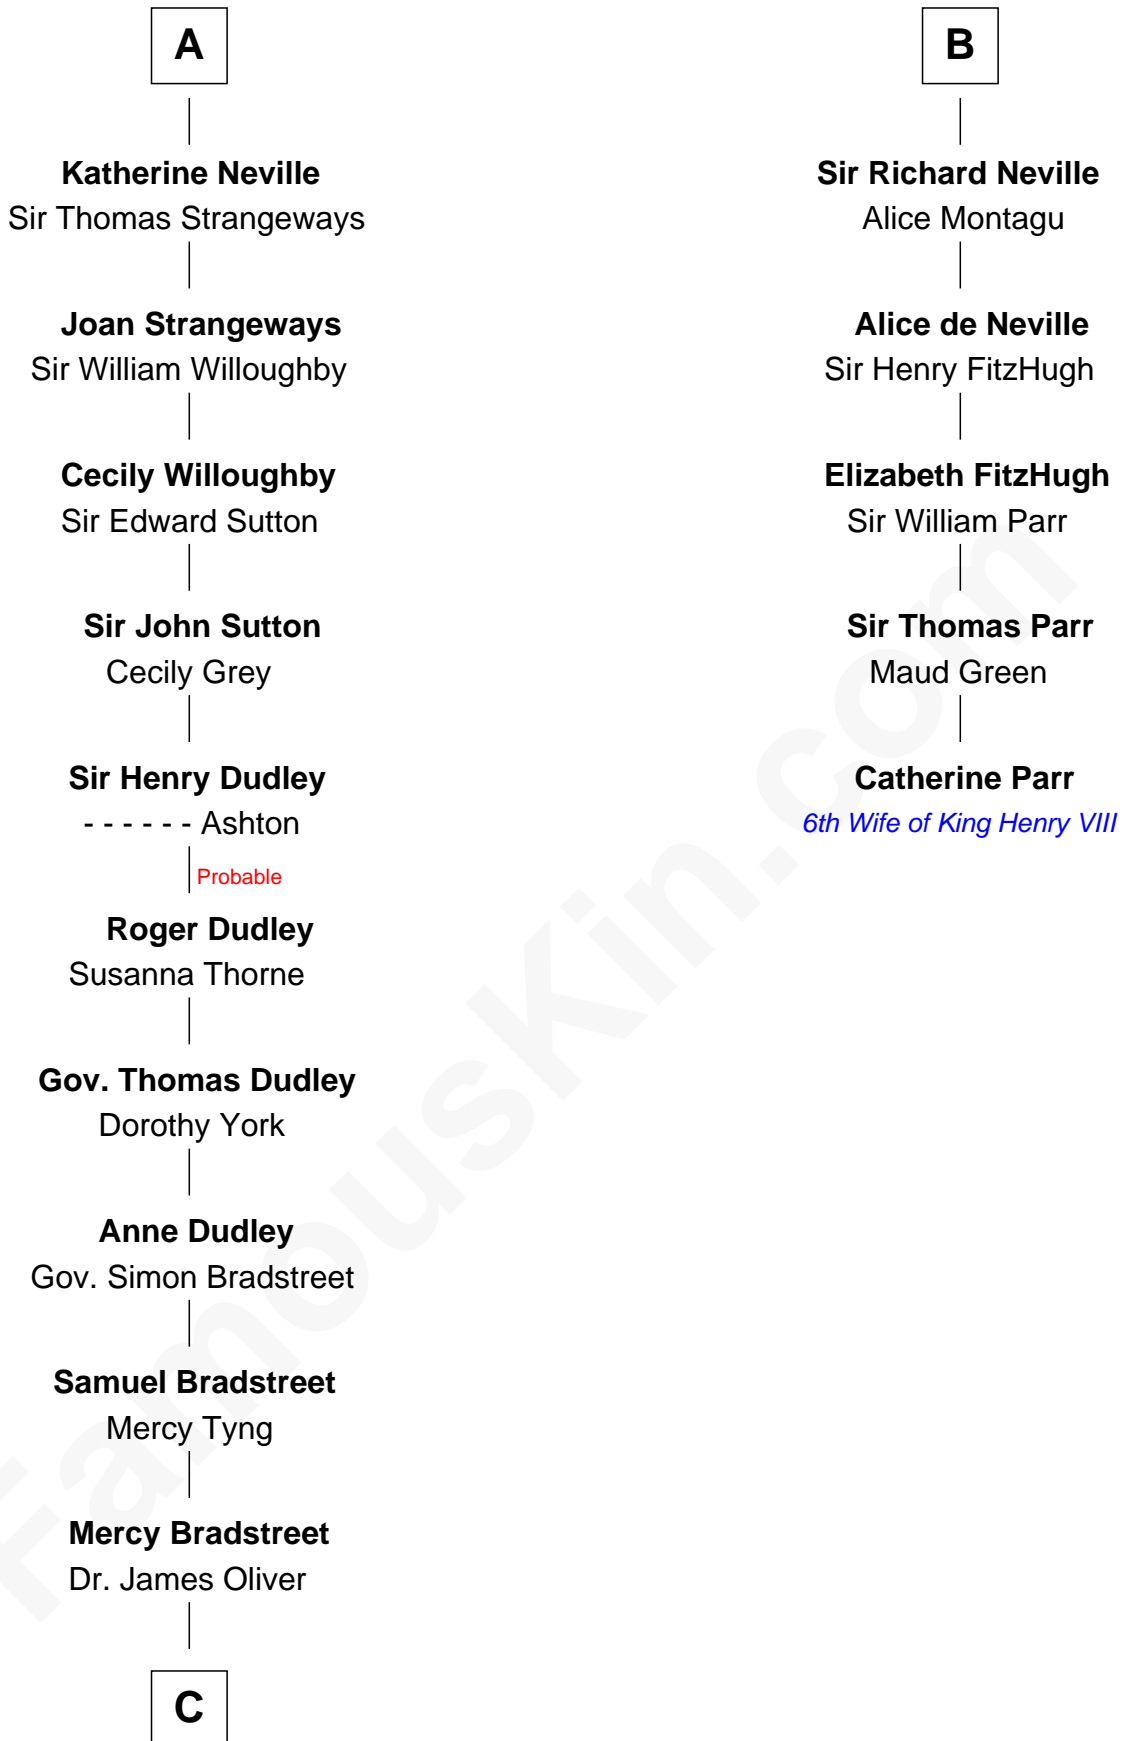 A
Katherine Neville
Sir Thomas Strangeways
Joan Strangeways
Sir William Willoughby
Cecily Willoughby
Sir Edward Sutton
Sir John Sutton
Cecily Grey
Sir Henry Dudley
- - - - - - Ashton
Probable
Roger Dudley
Susanna Thorne
Gov. Thomas Dudley
Dorothy York
Anne Dudley
Gov. Simon Bradstreet
Samuel Bradstreet
Mercy Tyng
Mercy Bradstreet
Dr. James Oliver
C
B
Sir Richard Neville
Alice Montagu
Alice de Neville
Sir Henry FitzHugh
Elizabeth FitzHugh
Sir William Parr
Sir Thomas Parr
Maud Green
Catherine Parr
6th Wife of King Henry VIII
FamousKin.com